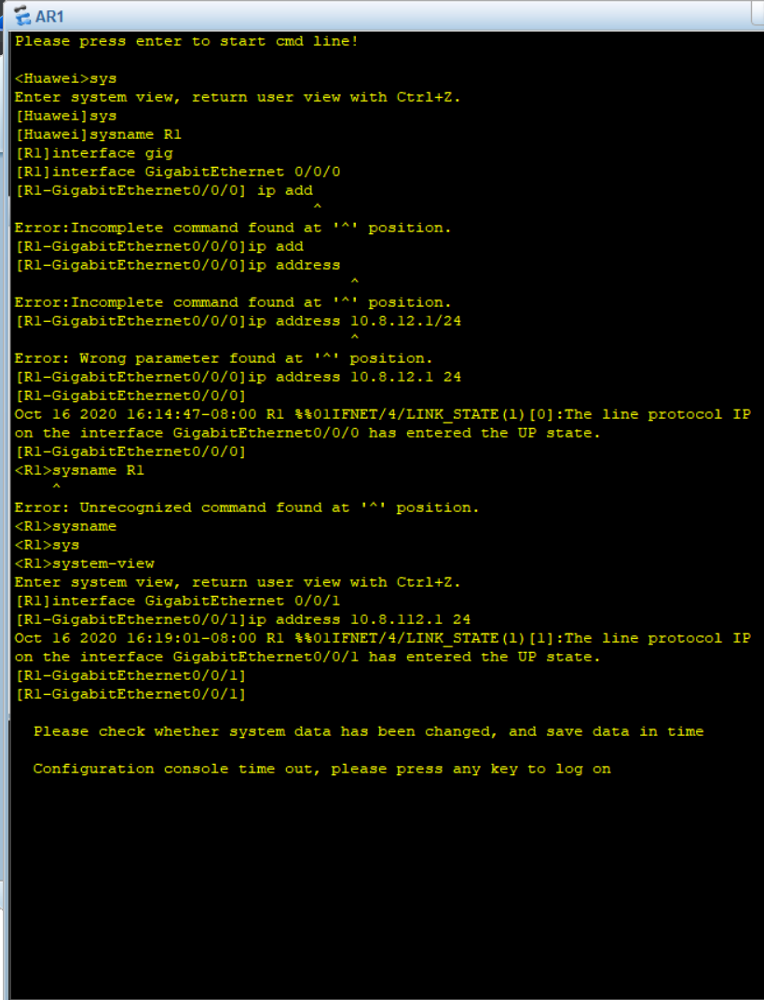 AR1
Please press enter to start cmd line!
<Huawei>sys
Enter system view, return user view with Ctrl+Z.
[Huawei]sys
[Huawei]sysname R1
[R1]interface gig
[R1]interface GigabitEthernet 0/0/0
[R1-GigabitEthernet0/0/0] ip add
^
Error:Incomplete command found at '^' position.
[R1-GigabitEthernet0/0/0]ip add
[R1-GigabitEthernet0/0/0]ip address
^
Error:Incomplete command found at '^' position.
[R1-GigabitEthernet0/0/0]ip address 10.8.12.1/24
^
Error: Wrong parameter found at '^' position.
[R1-GigabitEthernet0/0/0]ip address 10.8.12.1 24
[R1-GigabitEthernet0/0/0]
Oct 16 2020 16:14:47-08:00 R1 %%01IFNET/4/LINK_STATE(l)[0]:The line protocol IP
on the interface GigabitEthernet0/0/0 has entered the UP state.
[R1-GigabitEthernet0/0/0]
<R1>sysname R1
^
Error: Unrecognized command found at '^' position.
<R1>sysname
<R1>sys
<R1>system-view
Enter system view, return user view with Ctrl+Z.
[R1]interface GigabitEthernet 0/0/1
[R1-GigabitEthernet0/0/1]ip address 10.8.112.1 24
Oct 16 2020 16:19:01-08:00 R1 %%01IFNET/4/LINK_STATE(l)[1]:The line protocol IP
on the interface GigabitEthernet0/0/1 has entered the UP state.
[R1-GigabitEthernet0/0/1]
[R1-GigabitEthernet0/0/1]
Please check whether system data has been changed, and save data in time
Configuration console time out, please press any key to log on